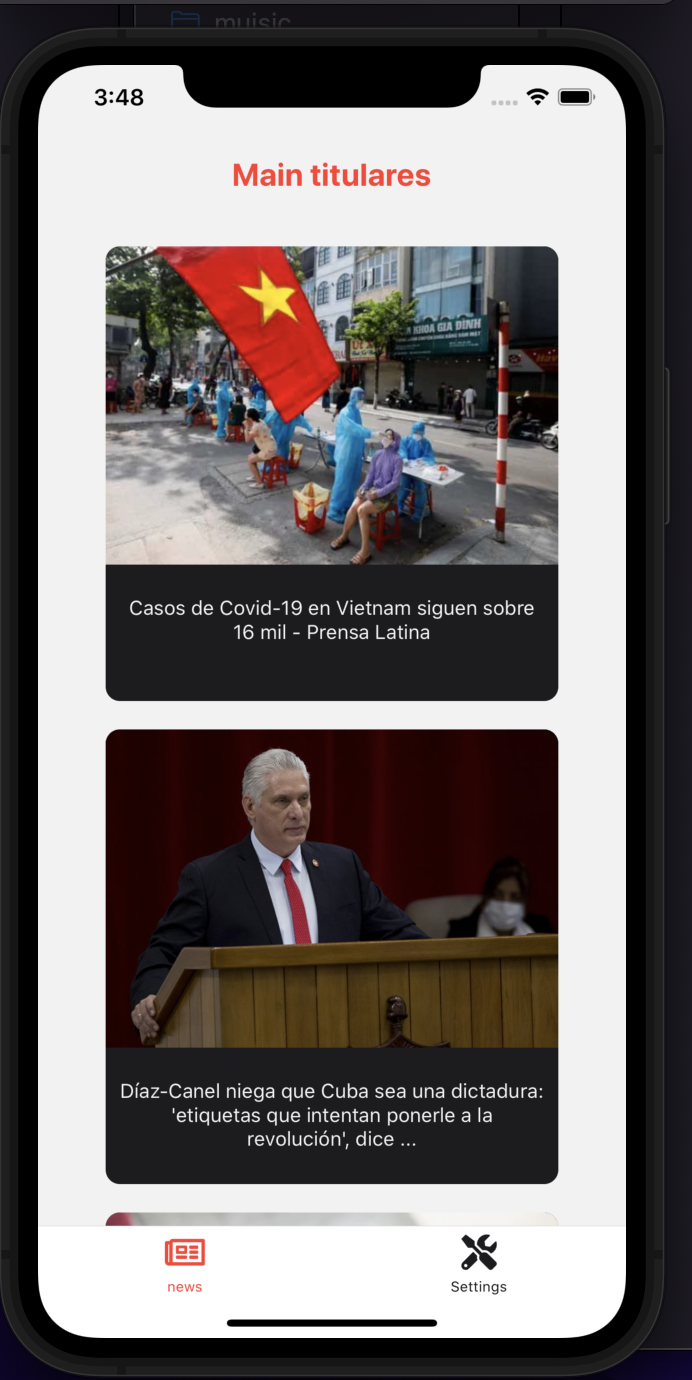 muisic
3:48
Main titulares
KHOA GIA ĐÌNH
Casos de Covid-19 en Vietnam siguen sobre
16 mil - Prensa Latina
Díaz-Canel niega que Cuba sea una dictadura:
'etiquetas que intentan ponerle a la
revolución', dice ...
news
Settings